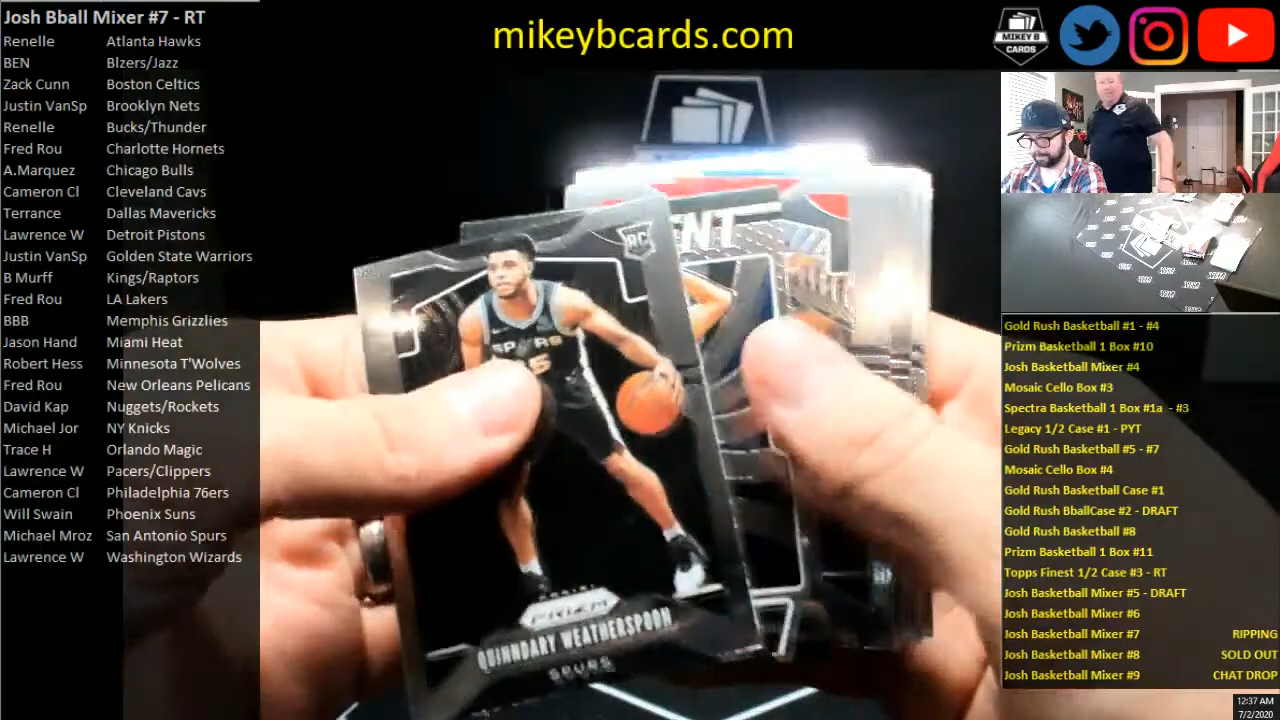 Josh Bball Mixer #7 - RT
Renelle Atlanta Hawks
BEN Blzers/Jazz
Zack Cunn Boston Celtics
Justin VanSp Brooklyn Nets
Renelle Bucks/Thunder
Fred Rou Charlotte Hornets
A.Marquez Chicago Bulls
Cameron Cl Cleveland Cavs
Terrance Dallas Mavericks
Lawrence W Detroit Pistons
Justin VanSp Golden State Warriors
B Murff Kings/Raptors
Fred Rou LA Lakers
BBB Memphis Grizzlies
Jason Hand Miami Heat
Robert Hess Minnesota T'Wolves
Fred Rou New Orleans Pelicans
David Kap Nuggets/Rockets
Michael Jor NY Knicks
Trace H Orlando Magic
Lawrence W Pacers/Clippers
Cameron Cl Philadelphia 76ers
Will Swain Phoenix Suns
Michael Mroz San Antonio Spurs
Lawrence W Washington Wizards
mikeybcards.com
MIKEY B
CARDS
RC
ENT
SPURS
PANINI
PRIZM
QUINNDARY WEATHERSPOON
SPURS
Gold Rush Basketball #1 - #4
Prizm Basketball 1 Box #10
Josh Basketball Mixer #4
Mosaic Cello Box #3
Spectra Basketball 1 Box #1a - #3
Legacy 1/2 Case #1 - PYT
Gold Rush Basketball #5 - #7
Mosaic Cello Box #4
Gold Rush Basketball Case #1
Gold Rush BballCase #2 - DRAFT
Gold Rush Basketball #8
Prizm Basketball 1 Box #11
Topps Finest 1/2 Case #3 - RT
Josh Basketball Mixer #5 - DRAFT
Josh Basketball Mixer #6
Josh Basketball Mixer #7 RIPPING
Josh Basketball Mixer #8 SOLD OUT
Josh Basketball Mixer #9 CHAT DROP
12:37 AM
7/2/2020